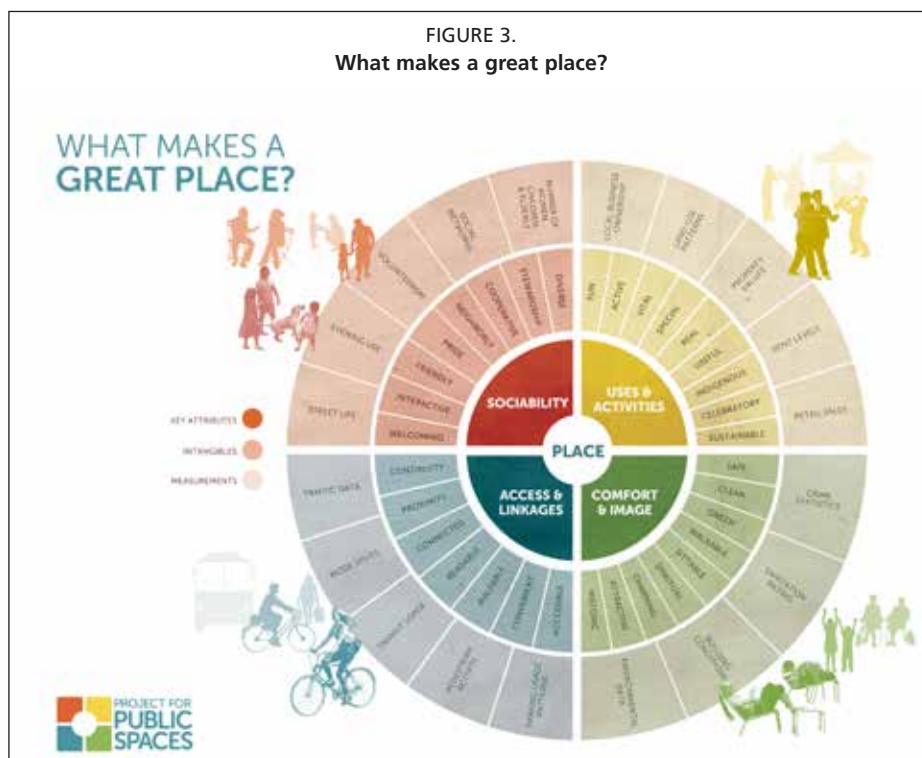 FIGURE 3.
What makes a great place?
WHAT MAKES A
GREAT PLACE?
NUMBER OF
WOMEN,
CHILDREN
& ELDERLY
SOCIAL
NETWORKS
VOLUNTEERISM
EVENING USE
STREET LIFE
LOCAL BUSINESS
OWNERSHIP
LAND-USE
PATTERNS
PROPERTY
VALUES
RENT LEVELS
RETAIL SALES
DIVERSE
STEWARDSHIP
COOPERATIVE
NEIGHBORLY
PRIDE
FRIENDLY
INTERACTIVE
WELCOMING
FUN
ACTIVE
VITAL
SPECIAL
REAL
USEFUL
INDIGENOUS
CELEBRATORY
SUSTAINABLE
SOCIABILITY
USES &
ACTIVITIES
PLACE
ACCESS &
LINKAGES
COMFORT
& IMAGE
KEY ATTRIBUTES
INTANGIBLES
MEASUREMENTS
CONTINUITY
PROXIMITY
CONNECTED
READABLE
WALKABLE
CONVENIENT
ACCESSIBLE
SAFE
CLEAN
GREEN
WALKABLE
SITTABLE
SPIRITUAL
CHARMING
ATTRACTIVE
HISTORIC
TRAFFIC DATA
MODE SPLITS
TRANSIT USAGE
PEDESTRIAN
ACTIVITY
PARKING USAGE
PATTERNS
CRIME
STATISTICS
SANITATION
RATING
BUILDING
CONDITIONS
ENVIRONMENTAL
DATA
PROJECT FOR
PUBLIC
SPACES